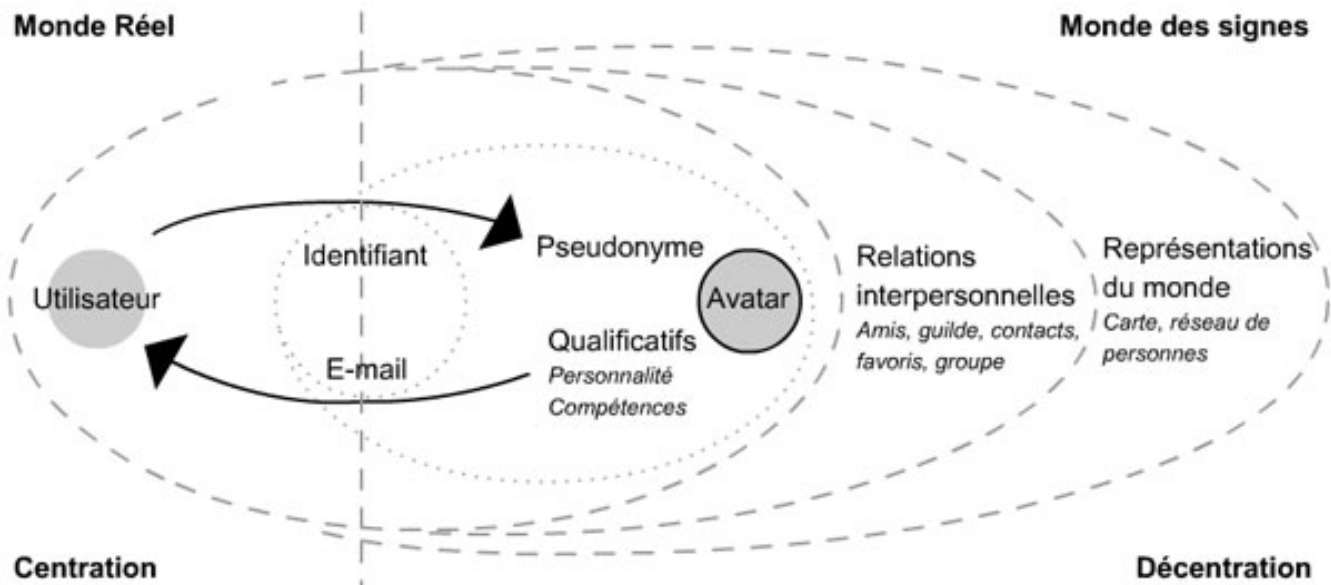 Monde Réel
Monde des signes
Identifiant
Pseudonyme
Utilisateur
Avatar
Qualificatifs
Personnalité
Compétences
E-mail
Relations
interpersonnelles
Amis, guilde, contacts,
favoris, groupe
Représentations
du monde
Carte, réseau de
personnes
Centration
Décentration